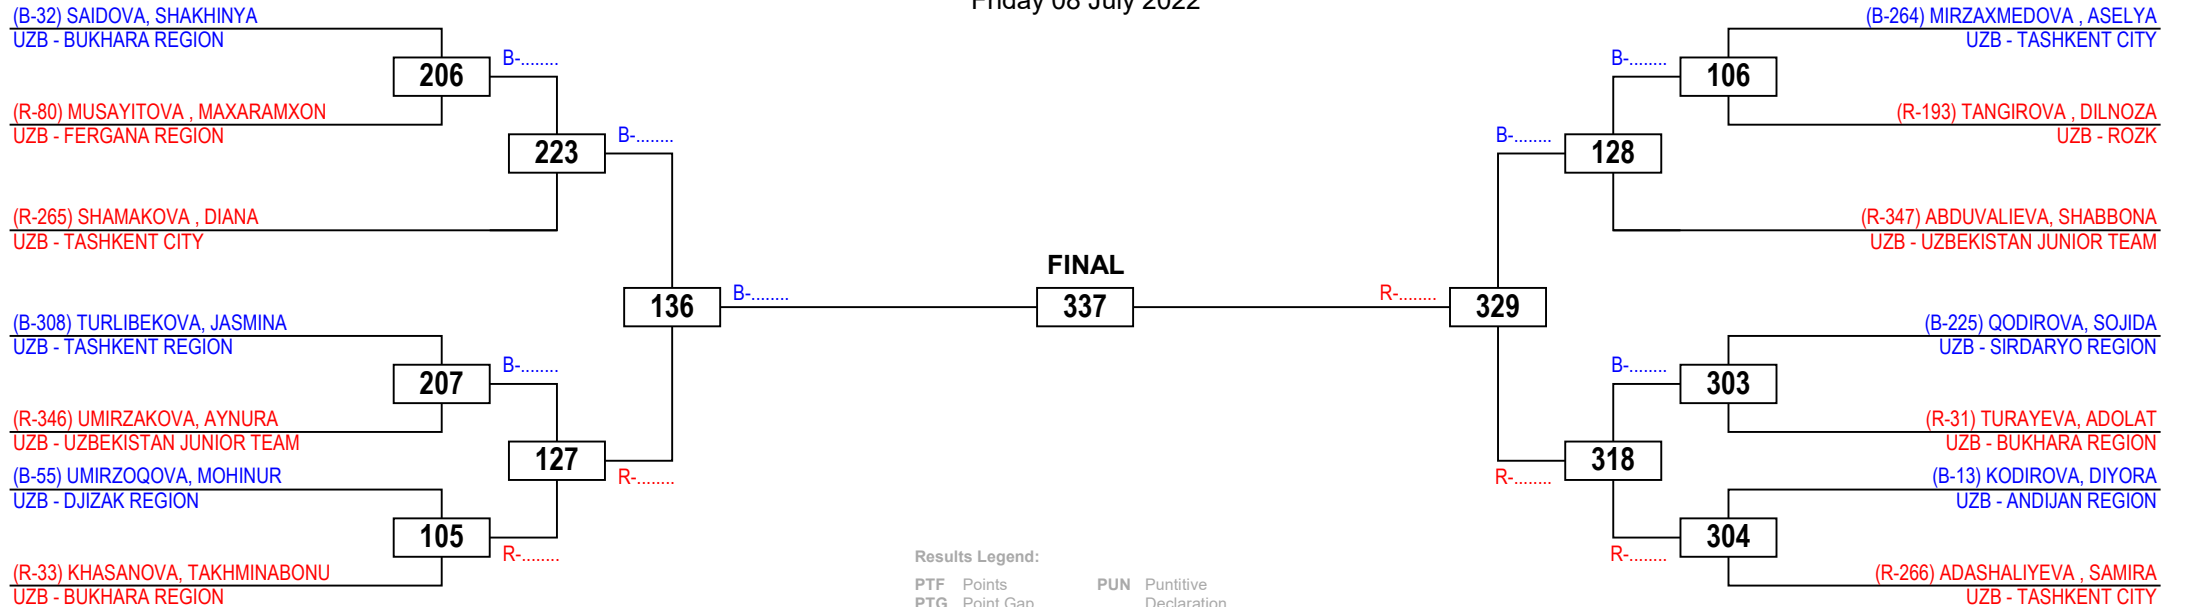 Friday 08 July 2022
(B-32) SAIDOVA, SHAKHINYA
UZB - BUKHARA REGION
B-........
206
(R-80) MUSAYITOVA , MAXARAMXON
UZB - FERGANA REGION
B-........
223
(R-265) SHAMAKOVA , DIANA
UZB - TASHKENT CITY
136
B-........
(B-308) TURLIBEKOVA, JASMINA
UZB - TASHKENT REGION
B-........
207
(R-346) UMIRZAKOVA, AYNURA
UZB - UZBEKISTAN JUNIOR TEAM
127
R-........
(B-55) UMIRZOQOVA, MOHINUR
UZB - DJIZAK REGION
105
R-........
(R-33) KHASANOVA, TAKHMINABONU
UZB - BUKHARA REGION
FINAL
337
(B-264) MIRZAXMEDOVA , ASELYA
UZB - TASHKENT CITY
B-........
106
(R-193) TANGIROVA , DILNOZA
UZB - ROZK
B-........
128
(R-347) ABDUVALIEVA, SHABBONA
UZB - UZBEKISTAN JUNIOR TEAM
R-........
329
(B-225) QODIROVA, SOJIDA
UZB - SIRDARYO REGION
B-........
303
(R-31) TURAYEVA, ADOLAT
UZB - BUKHARA REGION
318
R-........
(B-13) KODIROVA, DIYORA
UZB - ANDIJAN REGION
304
R-........
(R-266) ADASHALIYEVA , SAMIRA
UZB - TASHKENT CITY
Results Legend:
PTF Points PUN Puntitive
PTG Point Gap Declaration